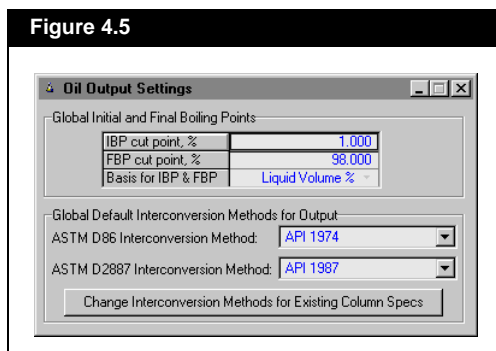 Figure 4.5
Oil Output Settings
Global Initial and Final Boiling Points
IBP cut point, % 1.000
FBP cut point, % 98.000
Basis for IBP & FBP Liquid Volume %
Global Default Interconversion Methods for Output
ASTM D86 Interconversion Method: API 1974
ASTM D2887 Interconversion Method: API 1987
Change Interconversion Methods for Existing Column Specs